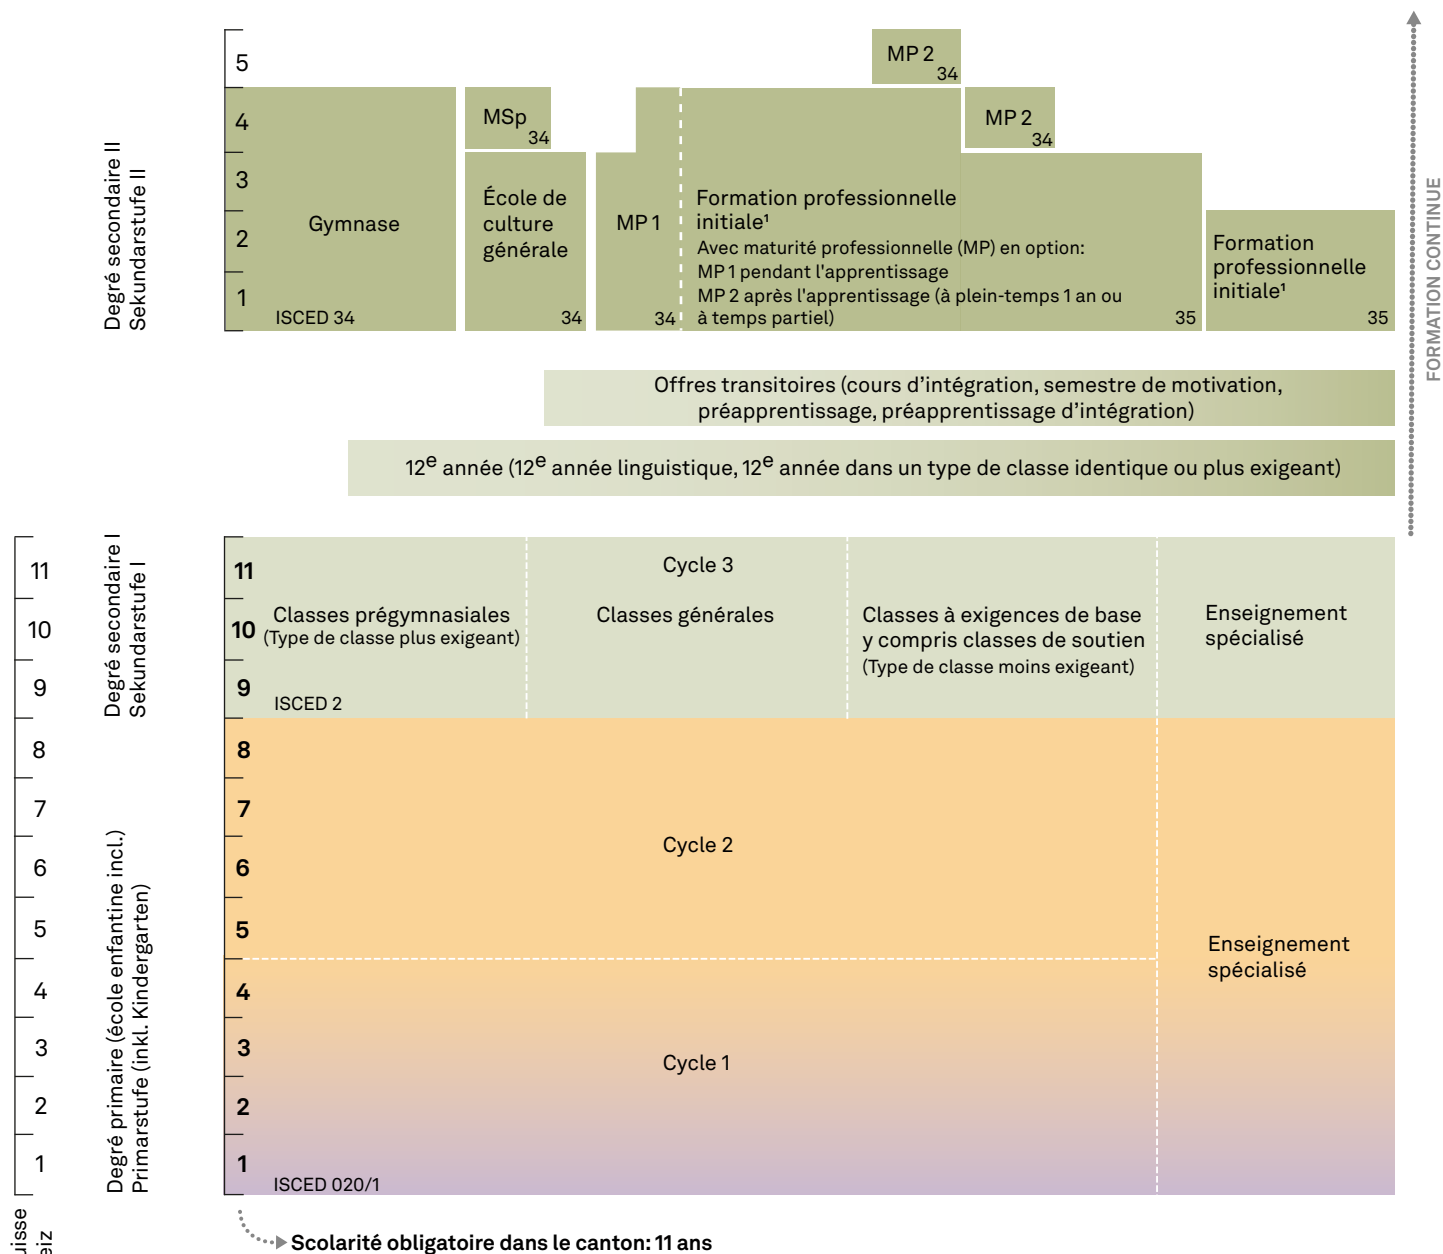 5
MP 2
34
4
MSp
34
MP 2
34
Degré secondaire II
Sekundarstufe II
3
2
1
Gymnase
ISCED 34
École de
culture
générale
34
MP 1
34
Formation professionnelle
initiale¹
Avec maturité professionnelle (MP) en option:
MP 1 pendant l'apprentissage
MP 2 après l'apprentissage (à plein-temps 1 an ou
à temps partiel)
35
Formation
professionnelle
initiale¹
35
FORMATION CONTINUE
Offres transitoires (cours d'intégration, semestre de motivation,
préapprentissage, préapprentissage d'intégration)
12e année (12e année linguistique, 12e année dans un type de classe identique ou plus exigeant)
11
10
9
8
7
6
5
4
3
2
1
Degré secondaire I
Sekundarstufe I
Degré primaire (école enfantine incl.)
Primarstufe (inkl. Kindergarten)
11
10
9
8
7
6
5
4
3
2
1
Cycle 3
Classes prégymnasiales
(Type de classe plus exigeant)
Classes générales
Classes à exigences de base
y compris classes de soutien
(Type de classe moins exigeant)
Enseignement
spécialisé
ISCED 2
Cycle 2
Enseignement
spécialisé
Cycle 1
ISCED 020/1
Scolarité obligatoire dans le canton: 11 ans